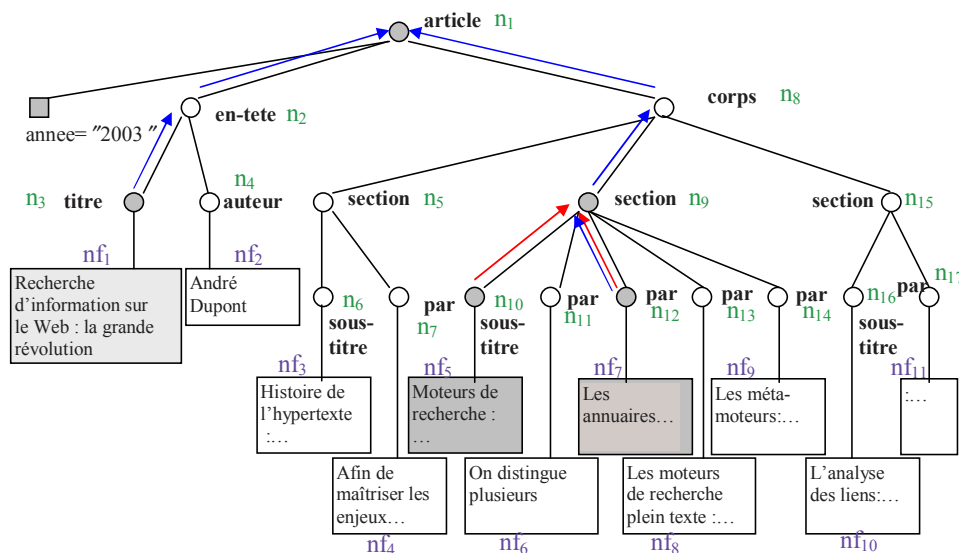 article n1
annee= "2003 "
en-tete n2
corps n8
n3 titre
n4
auteur
section n5
section n9
section n15
nf1
nf2
Recherche
d'information sur
le Web : la grande
révolution
André
Dupont
n6
sous-
titre
par
n7
n10
sous-
titre
par
n11
par
n12
par
n13
par
n14
n16
sous-
titre
par
n17
nf3
nf5
nf7
nf9
nf11
Histoire de
l'hypertexte
:…
Moteurs de
recherche :
…
Les
annuaires…
Les méta-
moteurs:…
:…
Afin de
maîtriser les
enjeux…
On distingue
plusieurs
Les moteurs
de recherche
plein texte :…
L'analyse
des liens:…
nf4
nf6
nf8
nf10